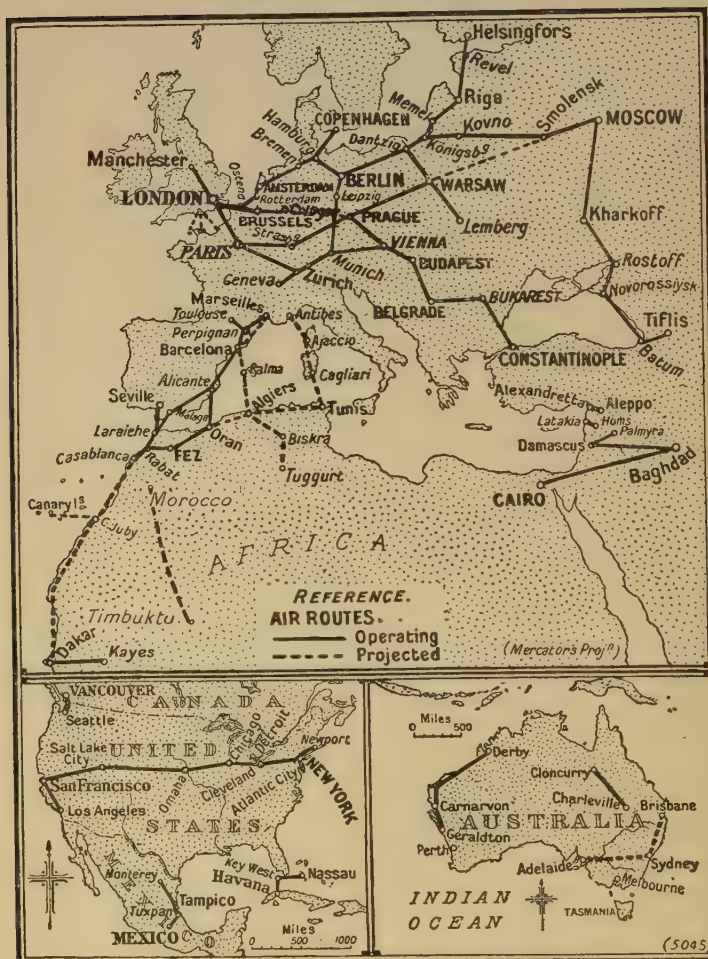 Helsingfors
Revel
Riga
Memel
Kovno
Smolensk
MOSCOW
COPENHAGEN
Hamburg
Bremen
Dantzig
Königsbg
Manchester
LONDON
Ostend
AMSTERDAM
Rotterdam
BERLIN
Leipzig
WARSAW
BRUSSELS
PRAGUE
Lemberg
Kharkoff
Strasbg
PARIS
VIENNA
Munich
BUDAPEST
Rostoff
Geneva
Zurich
Novorossiysk
Marseilles
Antibes
BELGRADE
BUKAREST
Tiflis
Toulouse
Perpignan
Barcelona
Ajaccio
CONSTANTINOPLE
Batum
Palma
Cagliari
Alicante
Seville
Algiers
Tunis
Alexandretta
Aleppo
Malaga
Latakia
Homs
Palmyra
Laraiche
Oran
Biskra
Damascus
Casablanca
Rabat
FEZ
Tuggurt
Baghdad
CAIRO
Canary Is
Morocco
C. Juby
AFRICA
REFERENCE.
AIR ROUTES.
Timbuktu
Operating
Projected
Dakar
Kayes
(Mercator's Projn)
VANCOUVER
CANADA
Seattle
Salt Lake
City
UNITED
Chicago
Detroit
Newport
San Francisco
Omaha
Cleveland
Atlantic City
NEW YORK
Los Angeles
STATES
MEXICO
Monterey
Key West
Havana
Nassau
Tampico
Tuxpan
MEXICO
Miles
0 500 1000
Miles
0 500
Derby
Cloncurry
Carnarvon
Charleville
Brisbane
AUSTRALIA
Geraldton
Perth
Adelaide
Sydney
Melbourne
INDIAN
OCEAN
TASMANIA
(5045